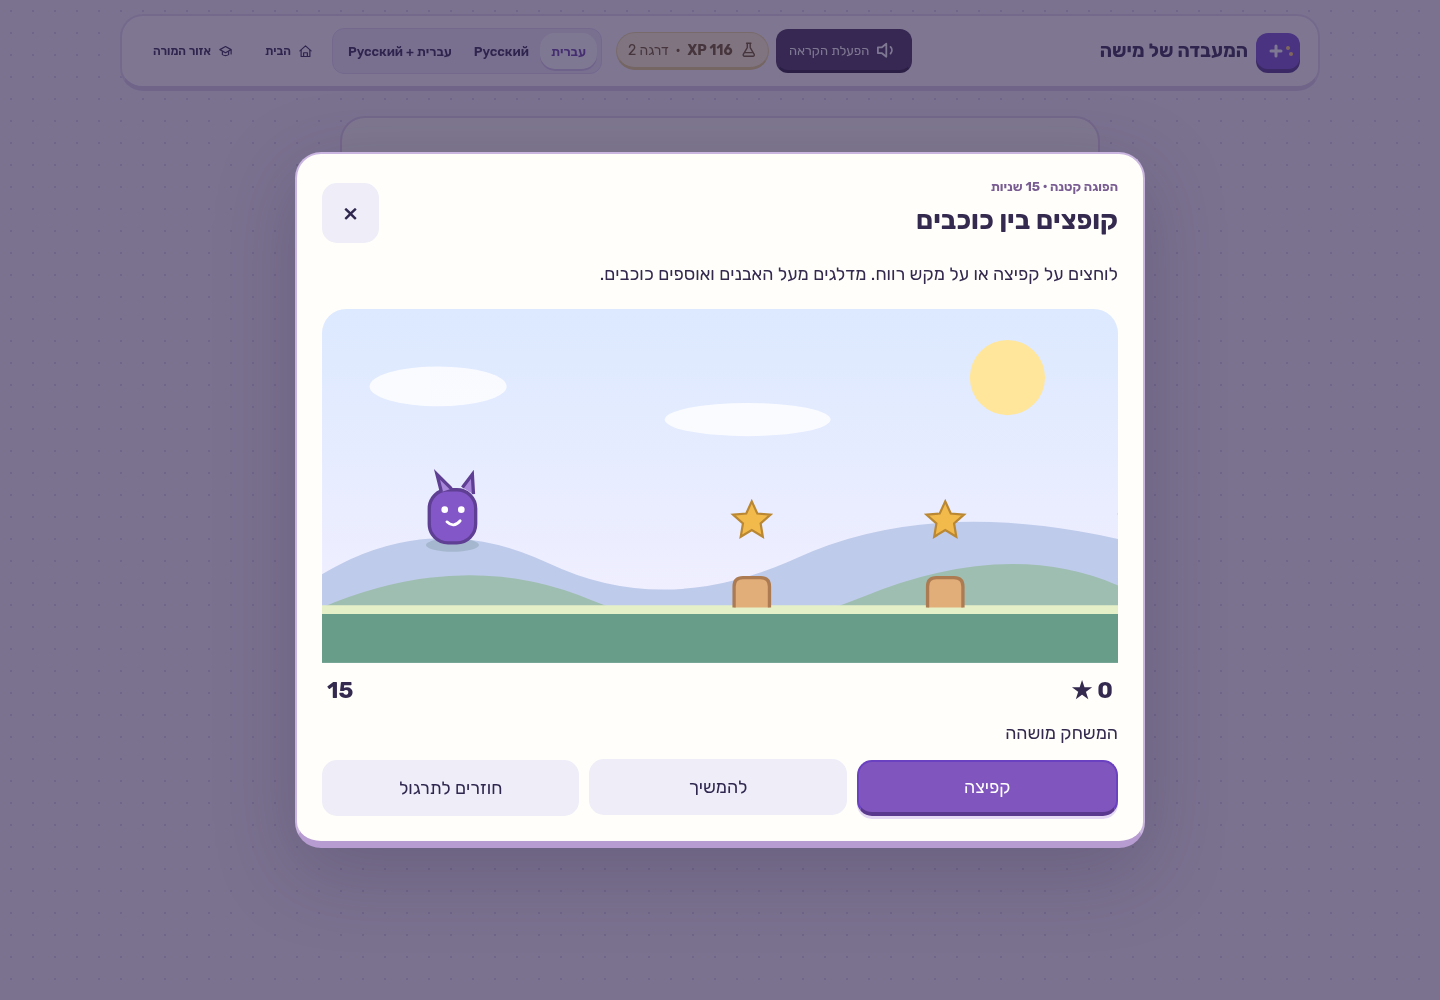 המעבדה של מישה
הפעלת הקראה
116 XP • דרגה 2
עברית
Русский
עברית + Русский
הבית
אזור המורה
הפוגה קטנה • 15 שניות
קופצים בין כוכבים
×
לוחצים על קפיצה או על מקש רווח. מדלגים מעל האבנים ואוספים כוכבים.
0 ★
15
המשחק מושהה
קפיצה
להמשיך
חוזרים לתרגול